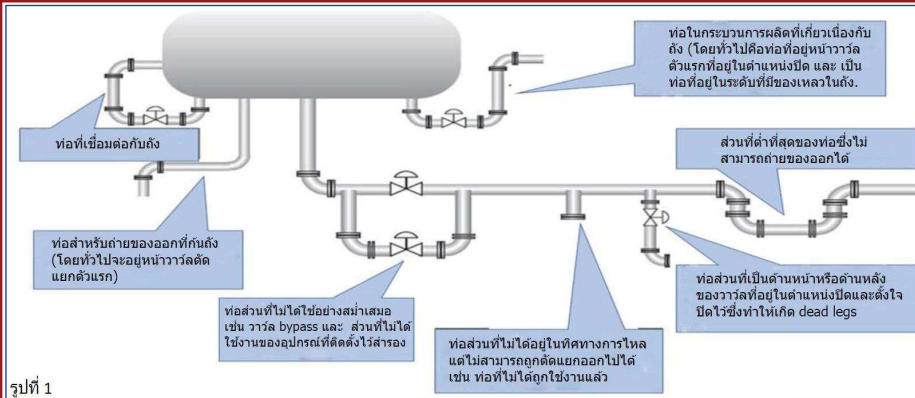 ท่อในกระบวนการผลิตที่เกี่ยวเนื่องกับ
ถัง (โดยทั่วไปคือท่อที่อยู่หน้าวาว์ล
ตัวแรกที่อยู่ในตำแหน่งปิด และ เป็น
ท่อที่อยู่ในระดับที่มีของเหลวในถัง.
ท่อที่เชื่อมต่อกับถัง
ส่วนที่ต่ำที่สุดของท่อซึ่งไม่
สามารถถ่ายของออกได้
ท่อสำหรับถ่ายของออกที่ก้นถัง
(โดยทั่วไปจะอยู่หน้าวาว์ลตัด
แยกตัวแรก)
ท่อส่วนที่เป็นด้านหน้าหรือด้านหลัง
ของวาว์ลที่อยู่ในตำแหน่งปิดและตั้งใจ
ปิดไว้ซึ่งทำให้เกิด dead legs
ท่อส่วนที่ไม่ได้ใช้อย่างสม่ำเสมอ
เช่น วาว์ล bypass และ ส่วนที่ไม่ได้
ใช้งานของอุปกรณ์ที่ติดตั้งไว้สำรอง
ท่อส่วนที่ไม่ได้อยู่ในทิศทางการไหล
แต่ไม่สามารถถูกตัดแยกออกไปได้
เช่น ท่อที่ไม่ได้ถูกใช้งานแล้ว
รูปที่ 1